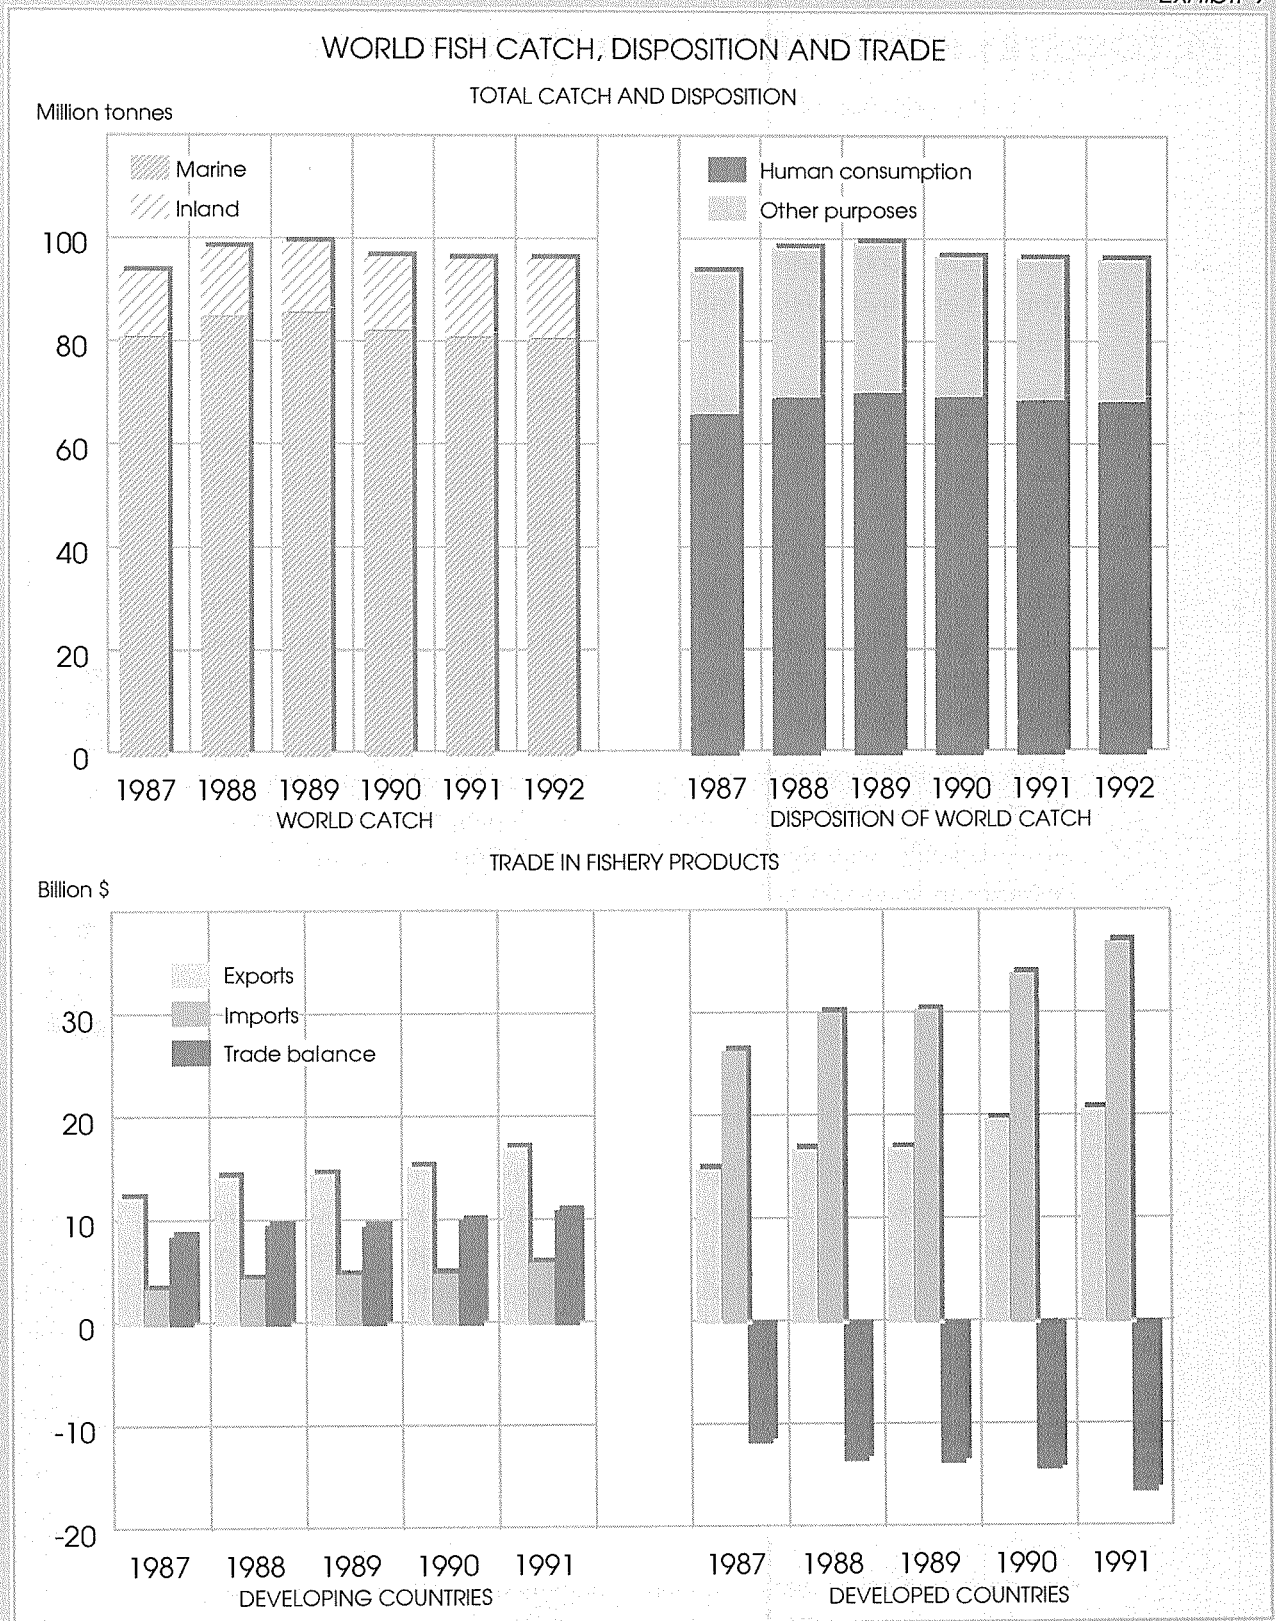 WORLD FISH CATCH, DISPOSITION AND TRADE
TOTAL CATCH AND DISPOSITION
Million tonnes
Marine
Inland
Human consumption
Other purposes
100
80
60
40
20
0
1987 1988 1989 1990 1991 1992
WORLD CATCH
1987 1988 1989 1990 1991 1992
DISPOSITION OF WORLD CATCH
TRADE IN FISHERY PRODUCTS
Billion $
Exports
Imports
Trade balance
30
20
10
0
-10
-20
1987 1988 1989 1990 1991
DEVELOPING COUNTRIES
1987 1988 1989 1990 1991
DEVELOPED COUNTRIES